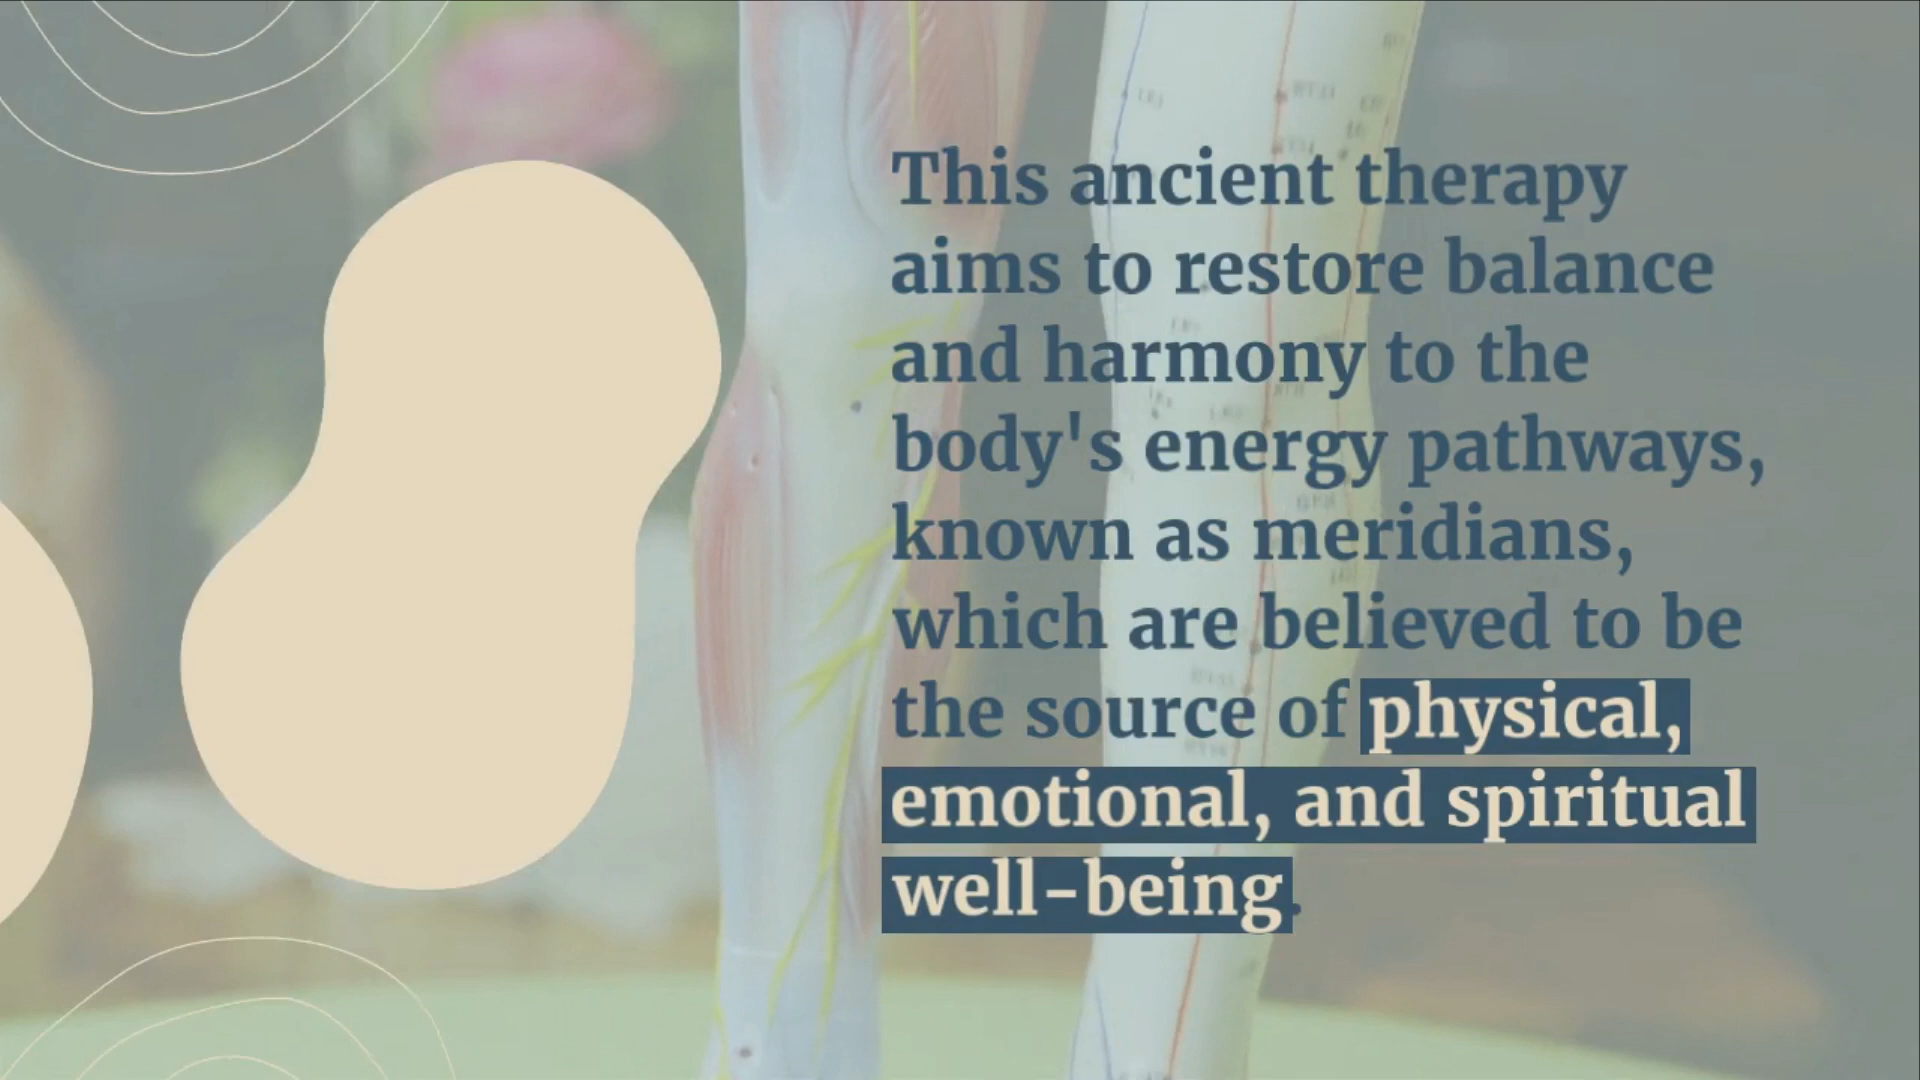 This ancient therapy
aims to restore balance
and harmony to the
body's energy pathways,
known as meridians,
which are believed to be
the source of physical,
emotional, and spiritual
well-being.